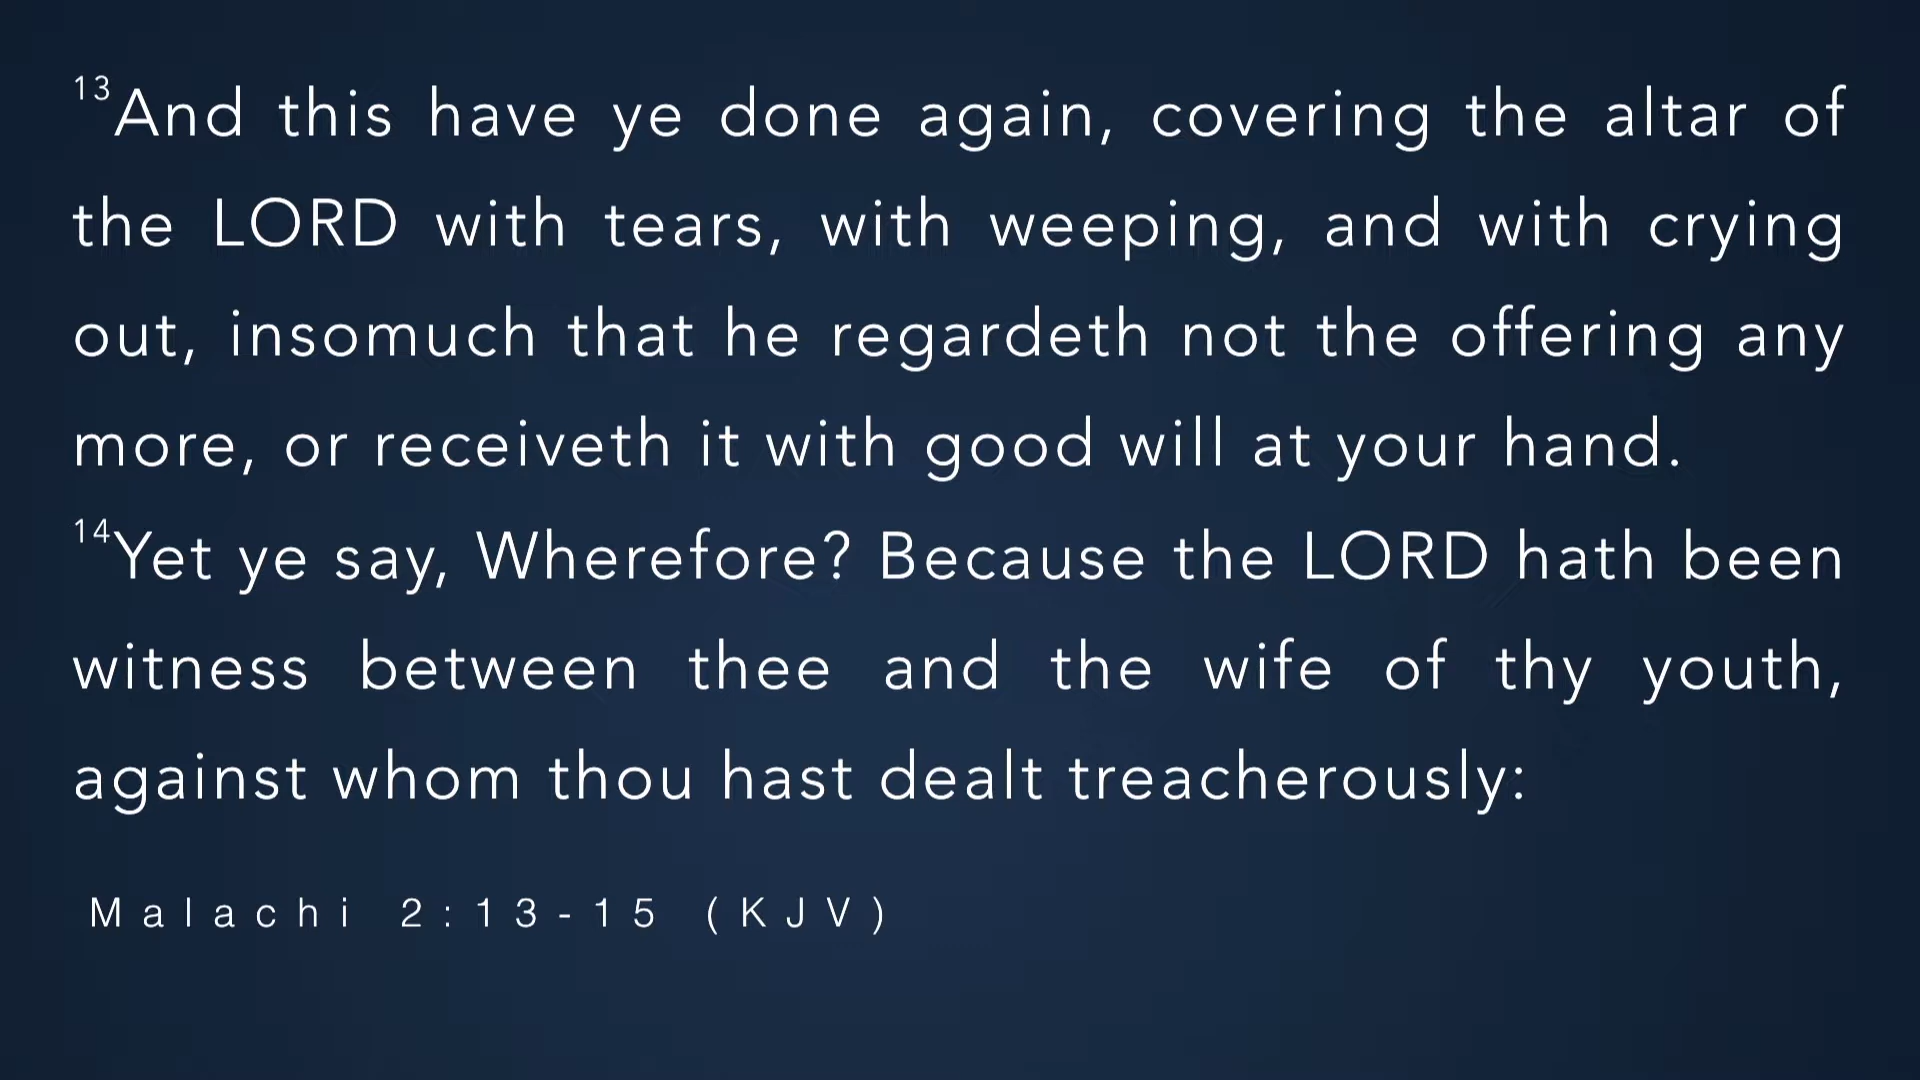 13And this have ye done again, covering the altar of
the LORD with tears, with weeping, and with crying
out, insomuch that he regardeth not the offering any
more, or receiveth it with good will at your hand.
14Yet ye say, Wherefore? Because the LORD hath been
witness between thee and the wife of thy youth,
against whom thou hast dealt treacherously:
Malachi 2:13-15 (KJV)